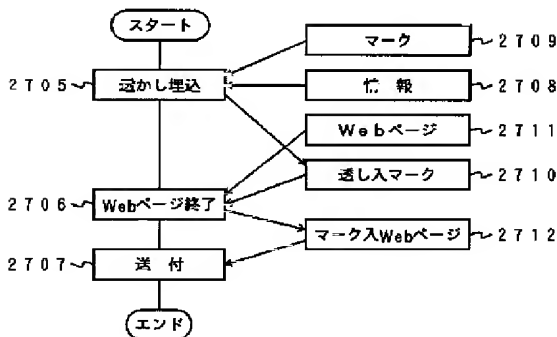 スタート
マーク 2709
2705 透かし埋込 情報 2708
Webページ 2711
透し入マーク 2710
2706 Webページ終了
マーク入Webページ 2712
2707 送付
エンド